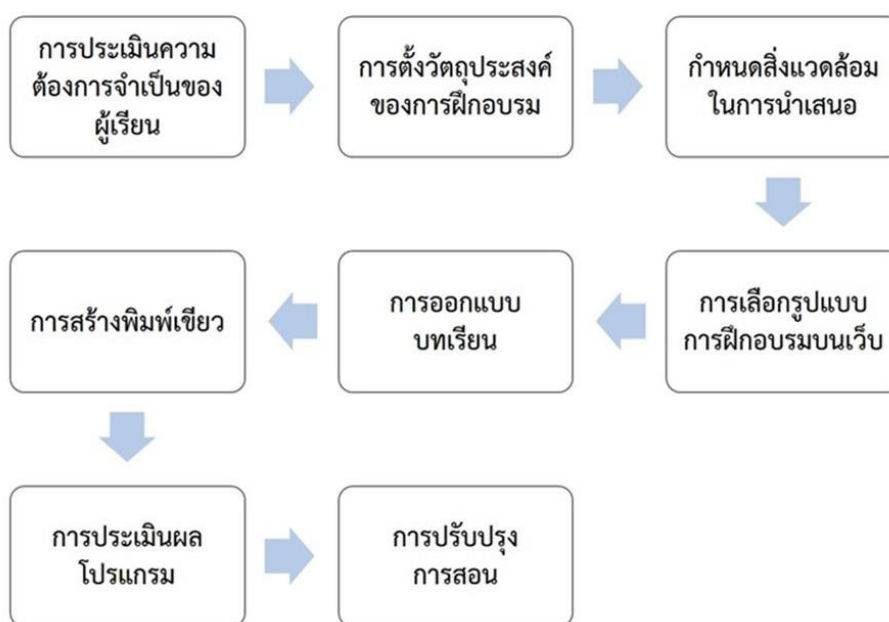 การประเมินความ
ต้องการจำเป็นของ
ผู้เรียน
การตั้งวัตถุประสงค์
ของการฝึกอบรม
กำหนดสิ่งแวดล้อม
ในการนำเสนอ
การเลือกรูปแบบ
การฝึกอบรมบนเว็บ
การออกแบบ
บทเรียน
การสร้างพิมพ์เขียว
การประเมินผล
โปรแกรม
การปรับปรุง
การสอน